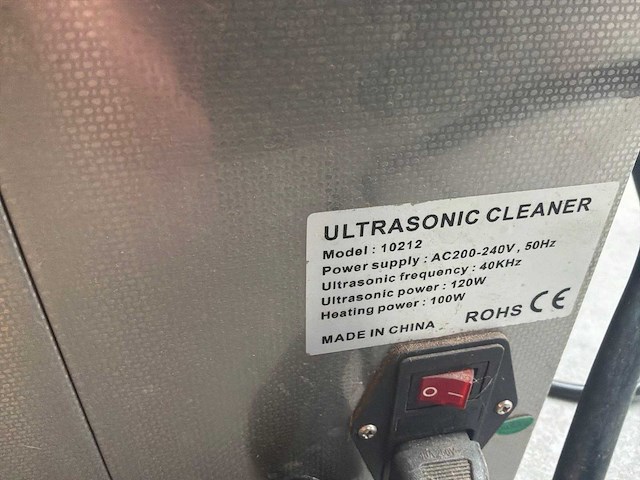 ULTRASONIC CLEANER
Model : 10212
Power supply : AC200-240V , 50Hz
Ultrasonic frequency : 40KHz
Ultrasonic power : 120W
Heating power : 100W
MADE IN CHINA ROHS CE
O I